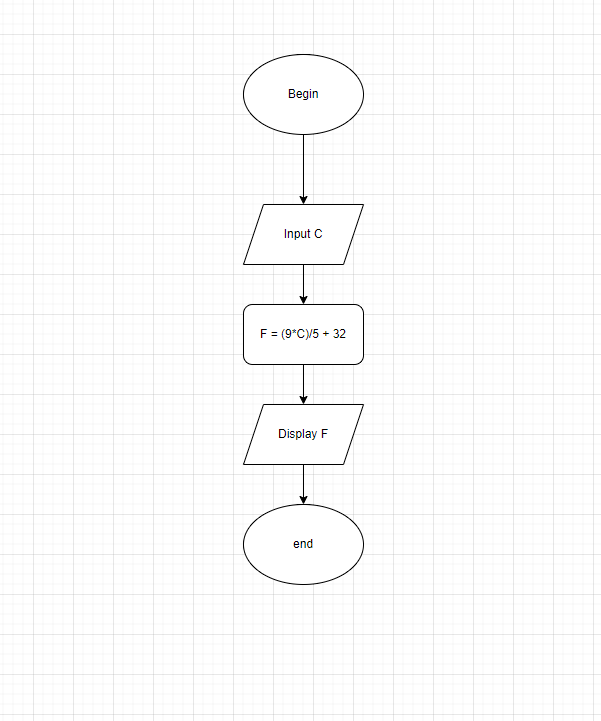 Begin
Input C
F = (9*C)/5 + 32
Display F
end